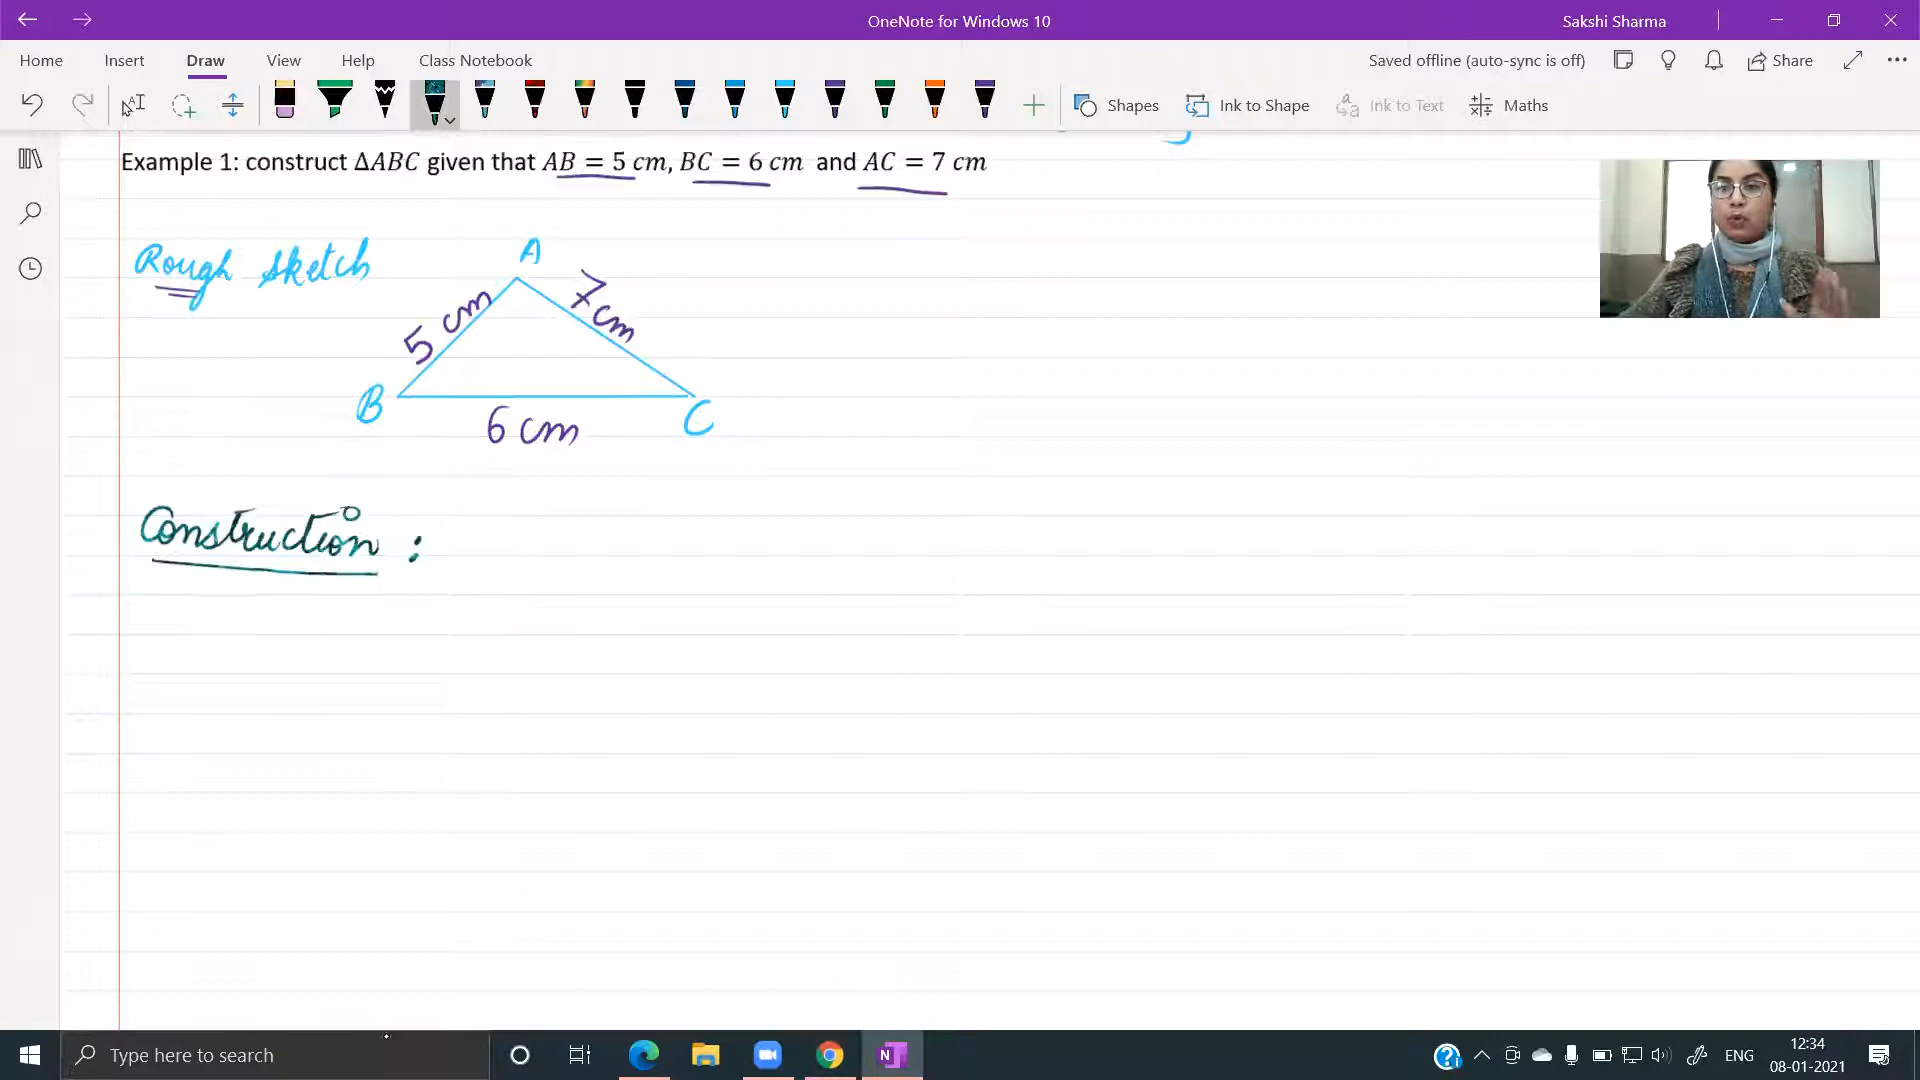 OneNote for Windows 10
Sakshi Sharma
Home Insert Draw View Help Class Notebook
Saved offline (auto-sync is off) Share
Shapes Ink to Shape Ink to Text Maths
Example 1: construct ΔABC given that AB = 5 cm, BC = 6 cm and AC = 7 cm
Rough sketch
A
5 cm
7 cm
B
C
6 cm
Construction :
Type here to search
ENG
12:34
08-01-2021